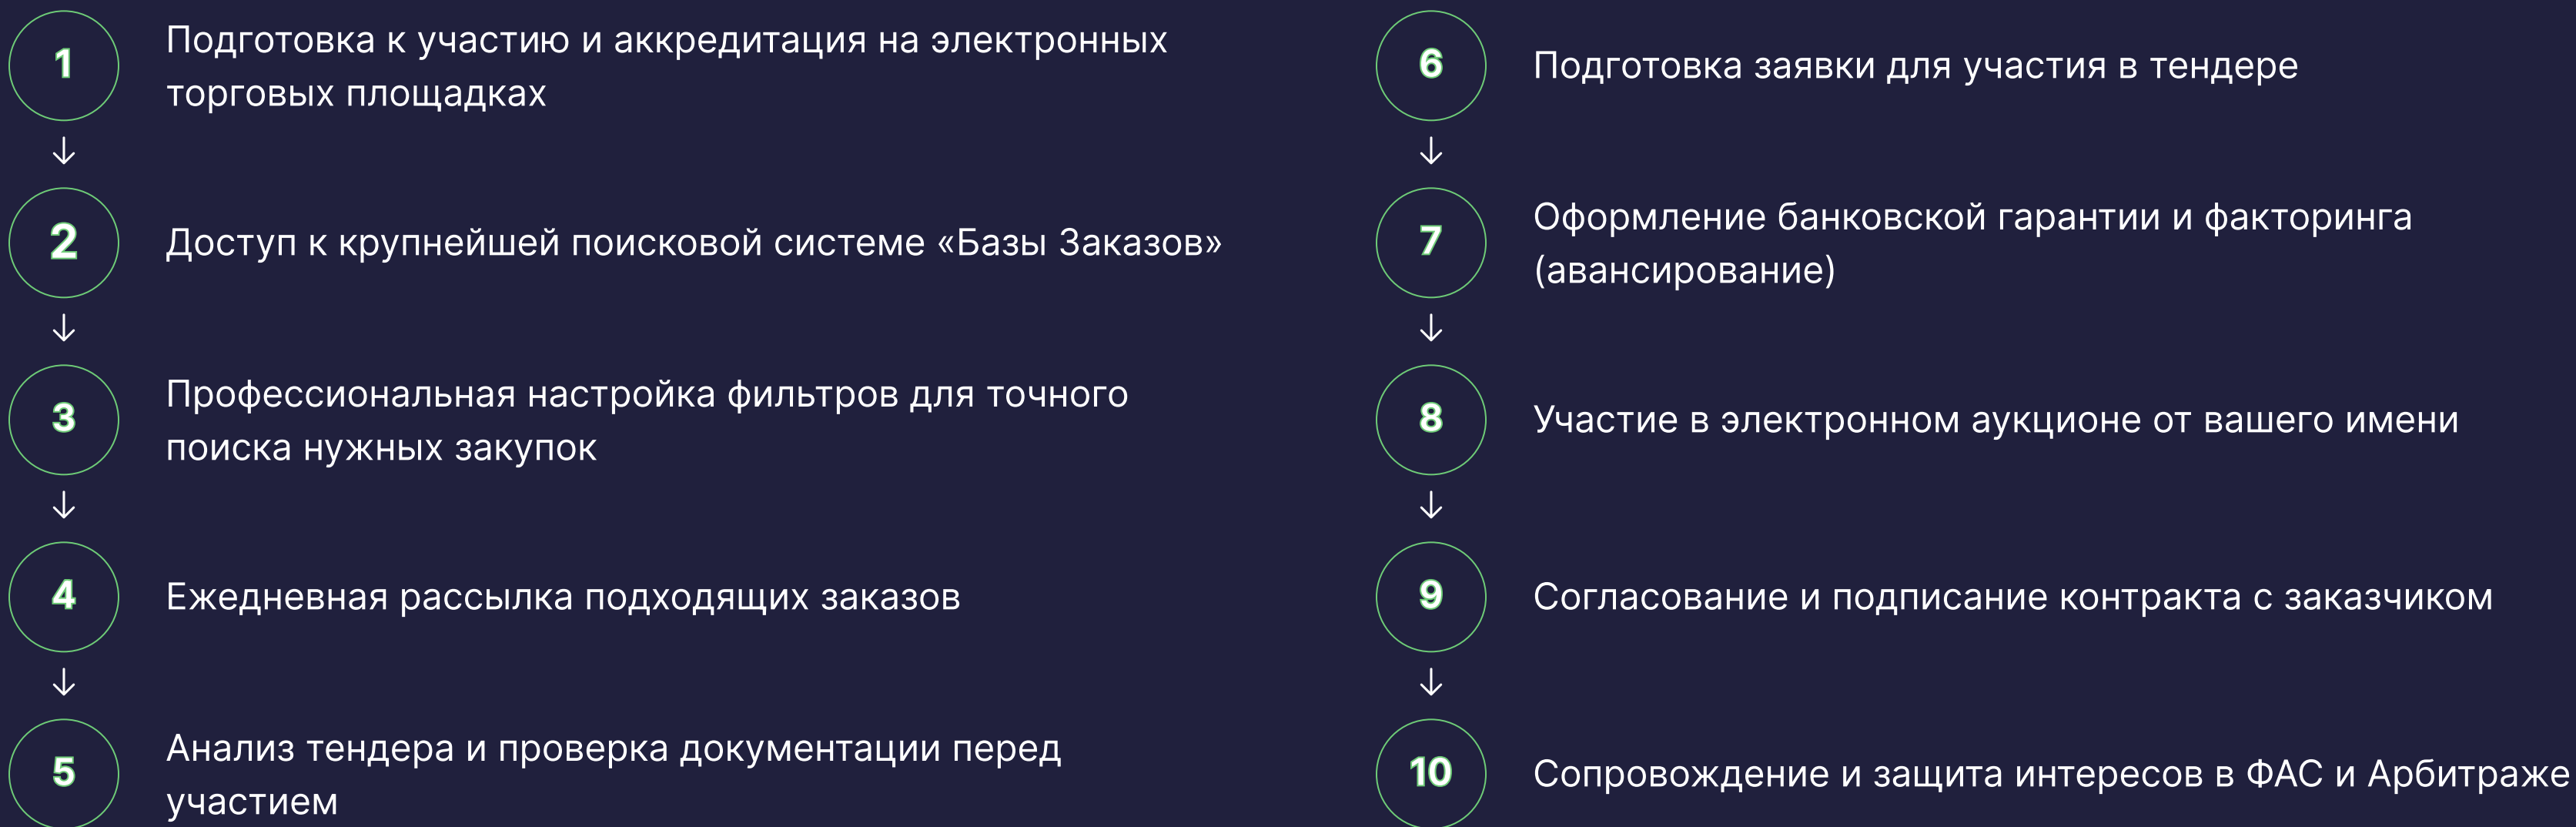 1
Подготовка к участию и аккредитация на электронных
торговых площадках
2
Доступ к крупнейшей поисковой системе «Базы Заказов»
3
Профессиональная настройка фильтров для точного
поиска нужных закупок
4
Ежедневная рассылка подходящих заказов
5
Анализ тендера и проверка документации перед
участием
6
Подготовка заявки для участия в тендере
7
Оформление банковской гарантии и факторинга
(авансирование)
8
Участие в электронном аукционе от вашего имени
9
Согласование и подписание контракта с заказчиком
10
Сопровождение и защита интересов в ФАС и Арбитраже